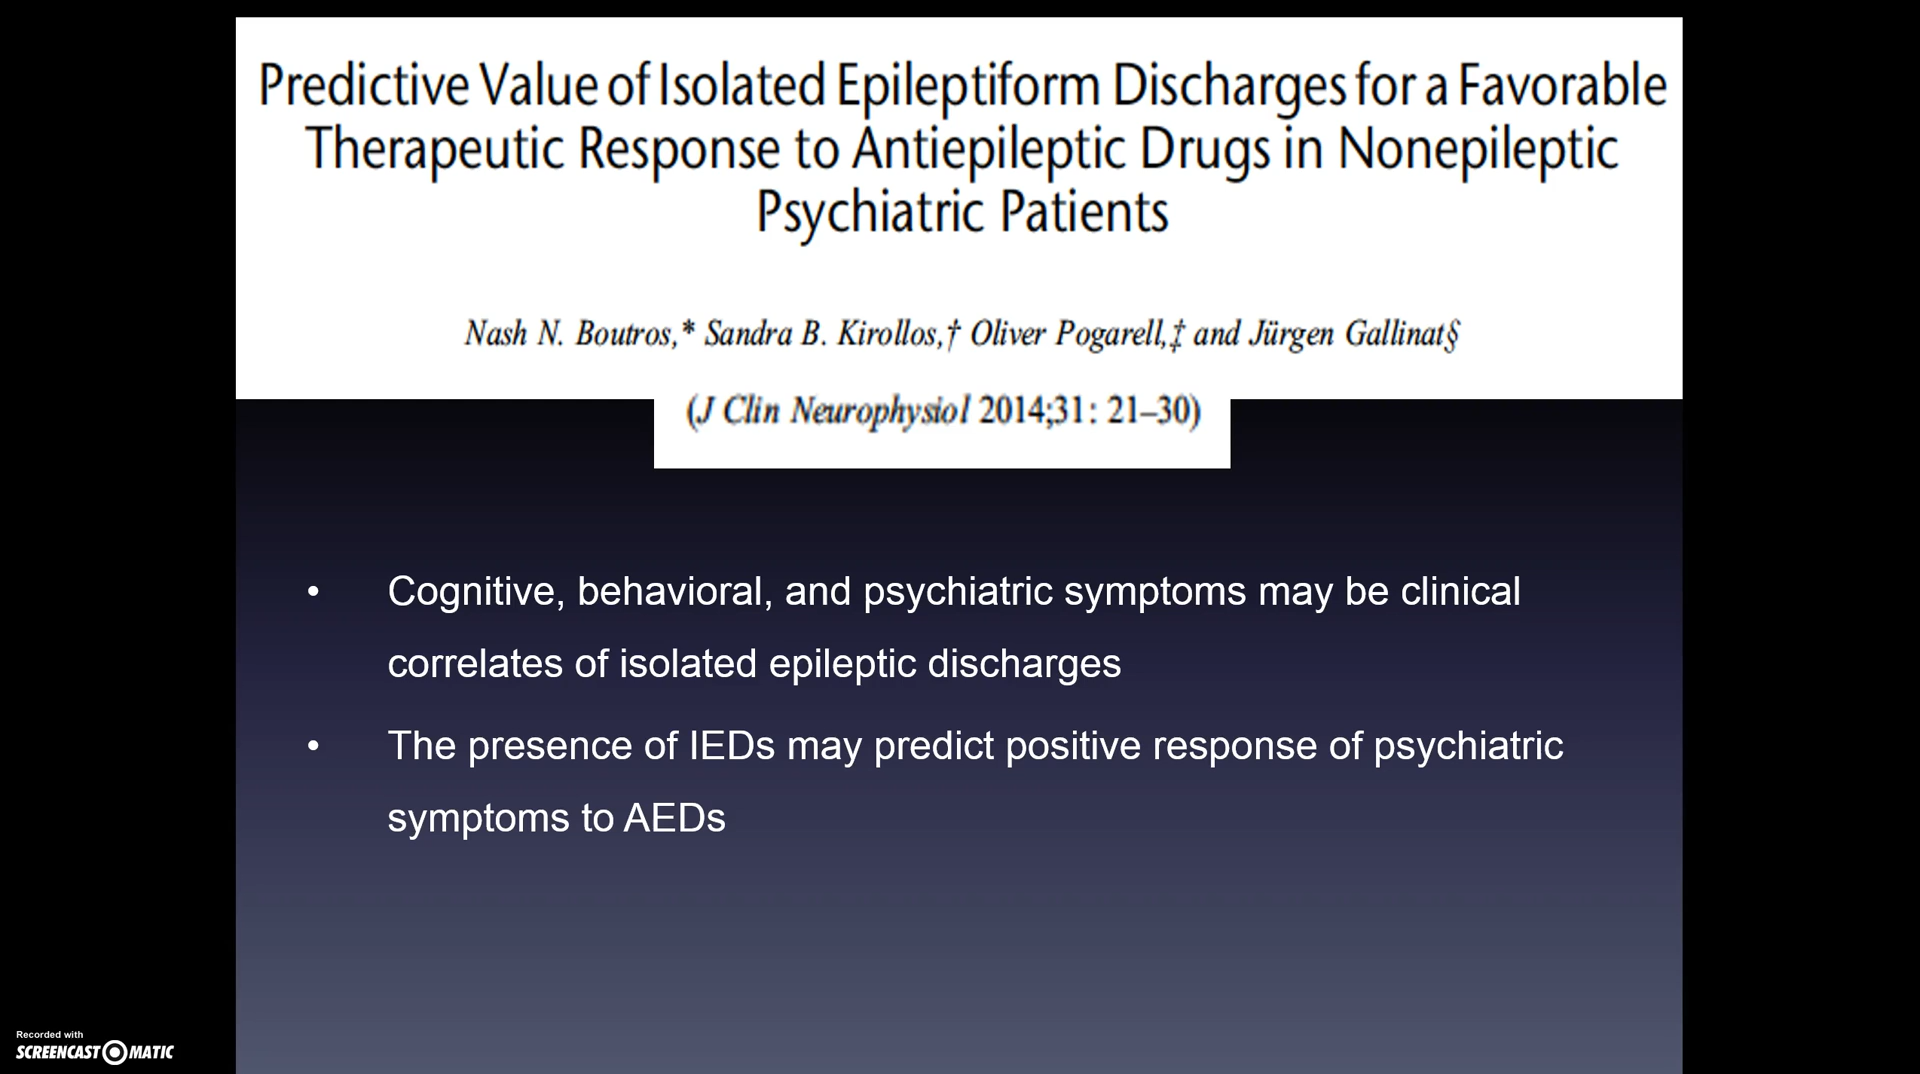 Predictive Value of Isolated Epileptiform Discharges for a Favorable
Therapeutic Response to Antiepileptic Drugs in Nonepileptic
Psychiatric Patients
Nash N. Boutros,* Sandra B. Kirollos,† Oliver Pogarell,‡ and Jürgen Gallinat§
(J Clin Neurophysiol 2014;31: 21–30)
• Cognitive, behavioral, and psychiatric symptoms may be clinical
correlates of isolated epileptic discharges
• The presence of IEDs may predict positive response of psychiatric
symptoms to AEDs
Recorded with
SCREENCAST-O-MATIC